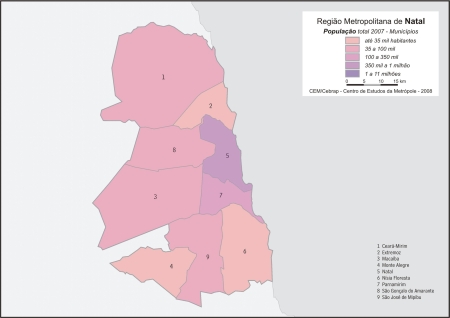 Região Metropolitana de Natal
População total 2007 - Municípios
até 35 mil habitantes
35 a 100 mil
100 a 350 mil
350 mil a 1 milhão
1 a 11 milhões
0 5 10 15 km
CEM/Cebrap - Centro de Estudos da Metrópole - 2008
1
2
8
5
3
7
4
9
6
1 Ceará-Mirim
2 Extremoz
3 Macaíba
4 Monte Alegre
5 Natal
6 Nísia Floresta
7 Parnamirim
8 São Gonçalo do Amarante
9 São José de Mipibu